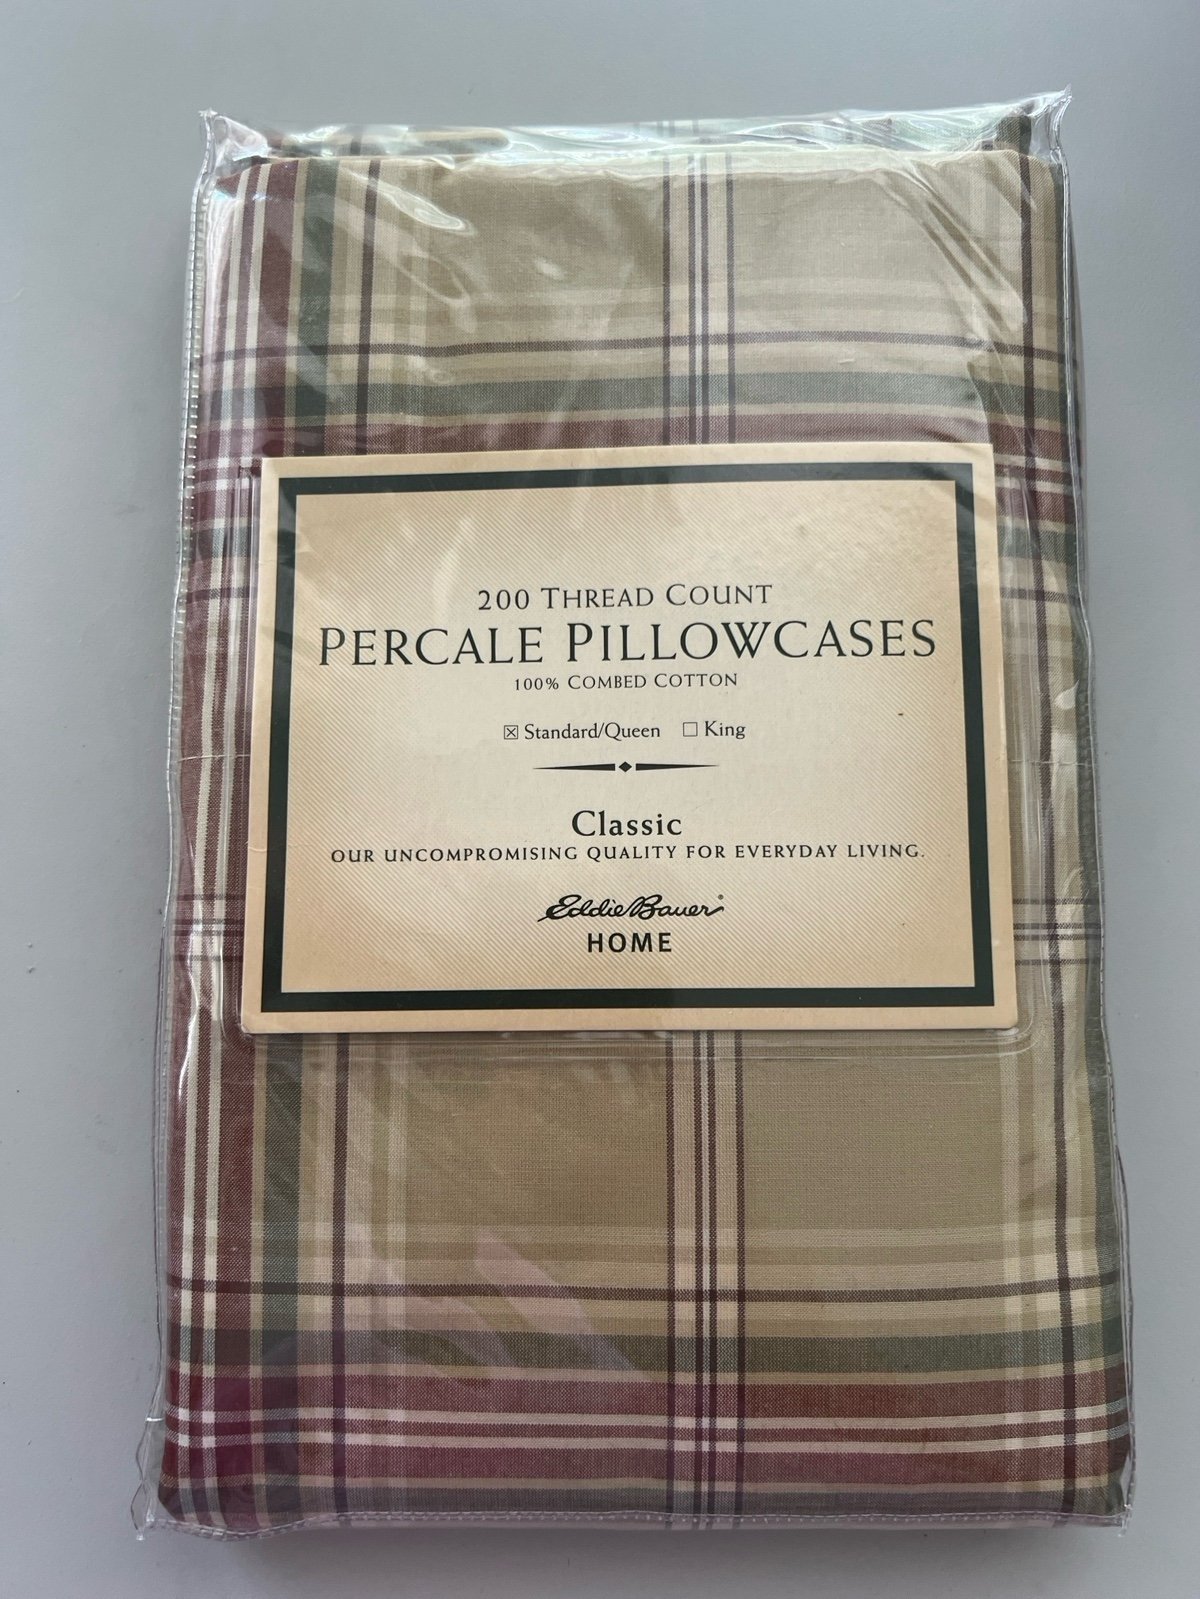 200 THREAD COUNT
PERCALE PILLOWCASES
100% COMBED COTTON
☒ Standard/Queen ☐ King
Classic
OUR UNCOMPROMISING QUALITY FOR EVERYDAY LIVING.
Eddie Bauer®
HOME